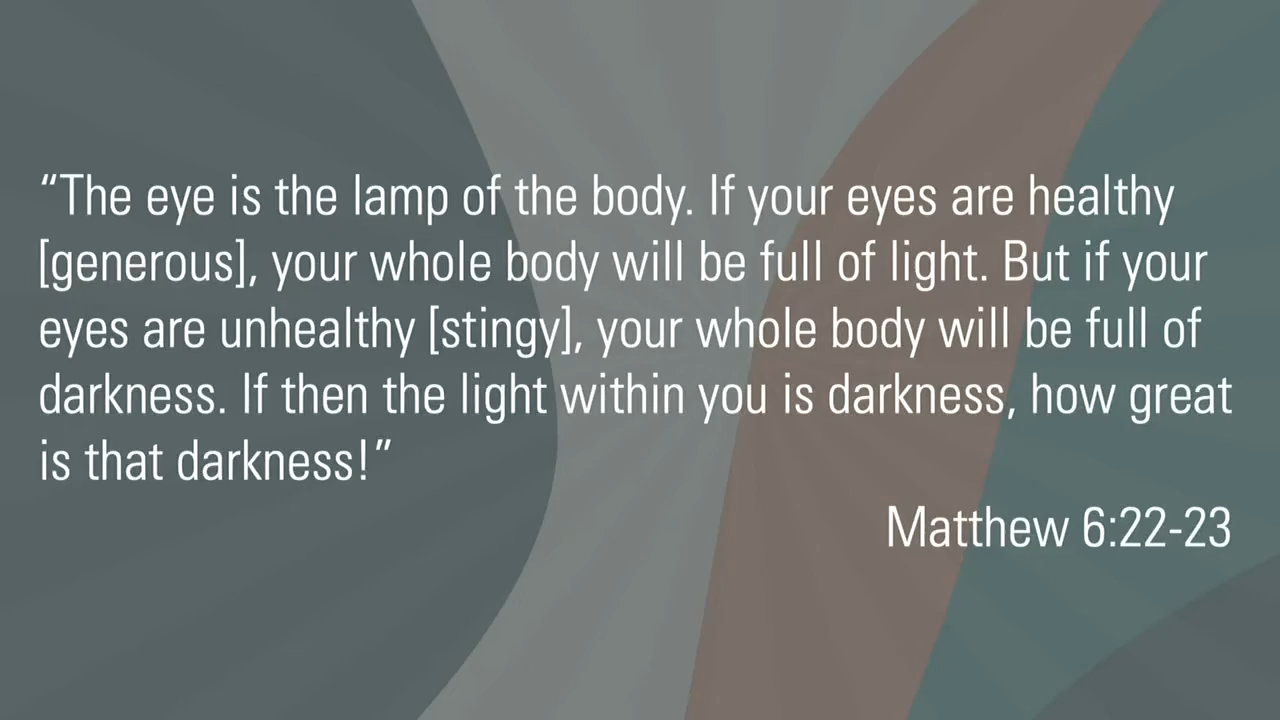 “The eye is the lamp of the body. If your eyes are healthy
[generous], your whole body will be full of light. But if your
eyes are unhealthy [stingy], your whole body will be full of
darkness. If then the light within you is darkness, how great
is that darkness!”
Matthew 6:22-23